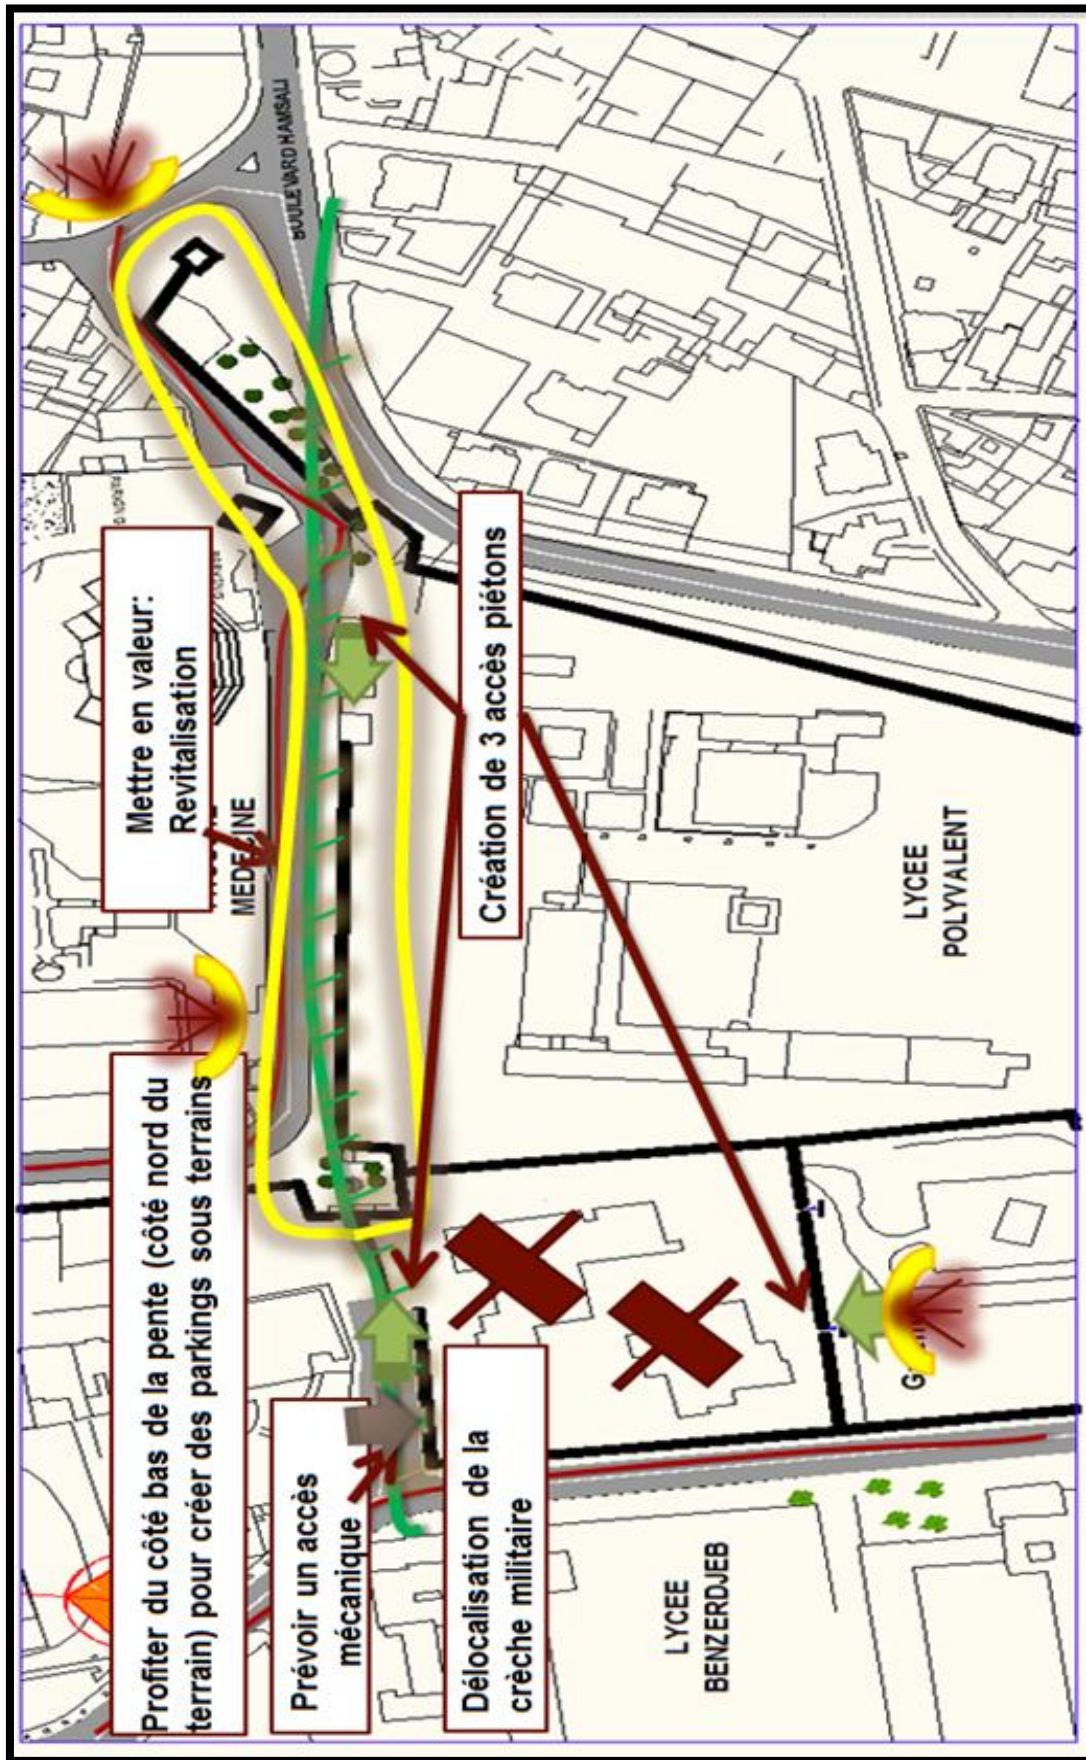 Profiter du côté bas de la pente (côté nord du
terrain) pour créer des parkings sous terrains
Mettre en valeur:
Revitalisation
MEDECINE
BOULEVARD HAMSALI
Prévoir un accès
mécanique
Création de 3 accès piétons
Délocalisation de la
crèche militaire
LYCEE
POLYVALENT
LYCEE
BENZERDJEB